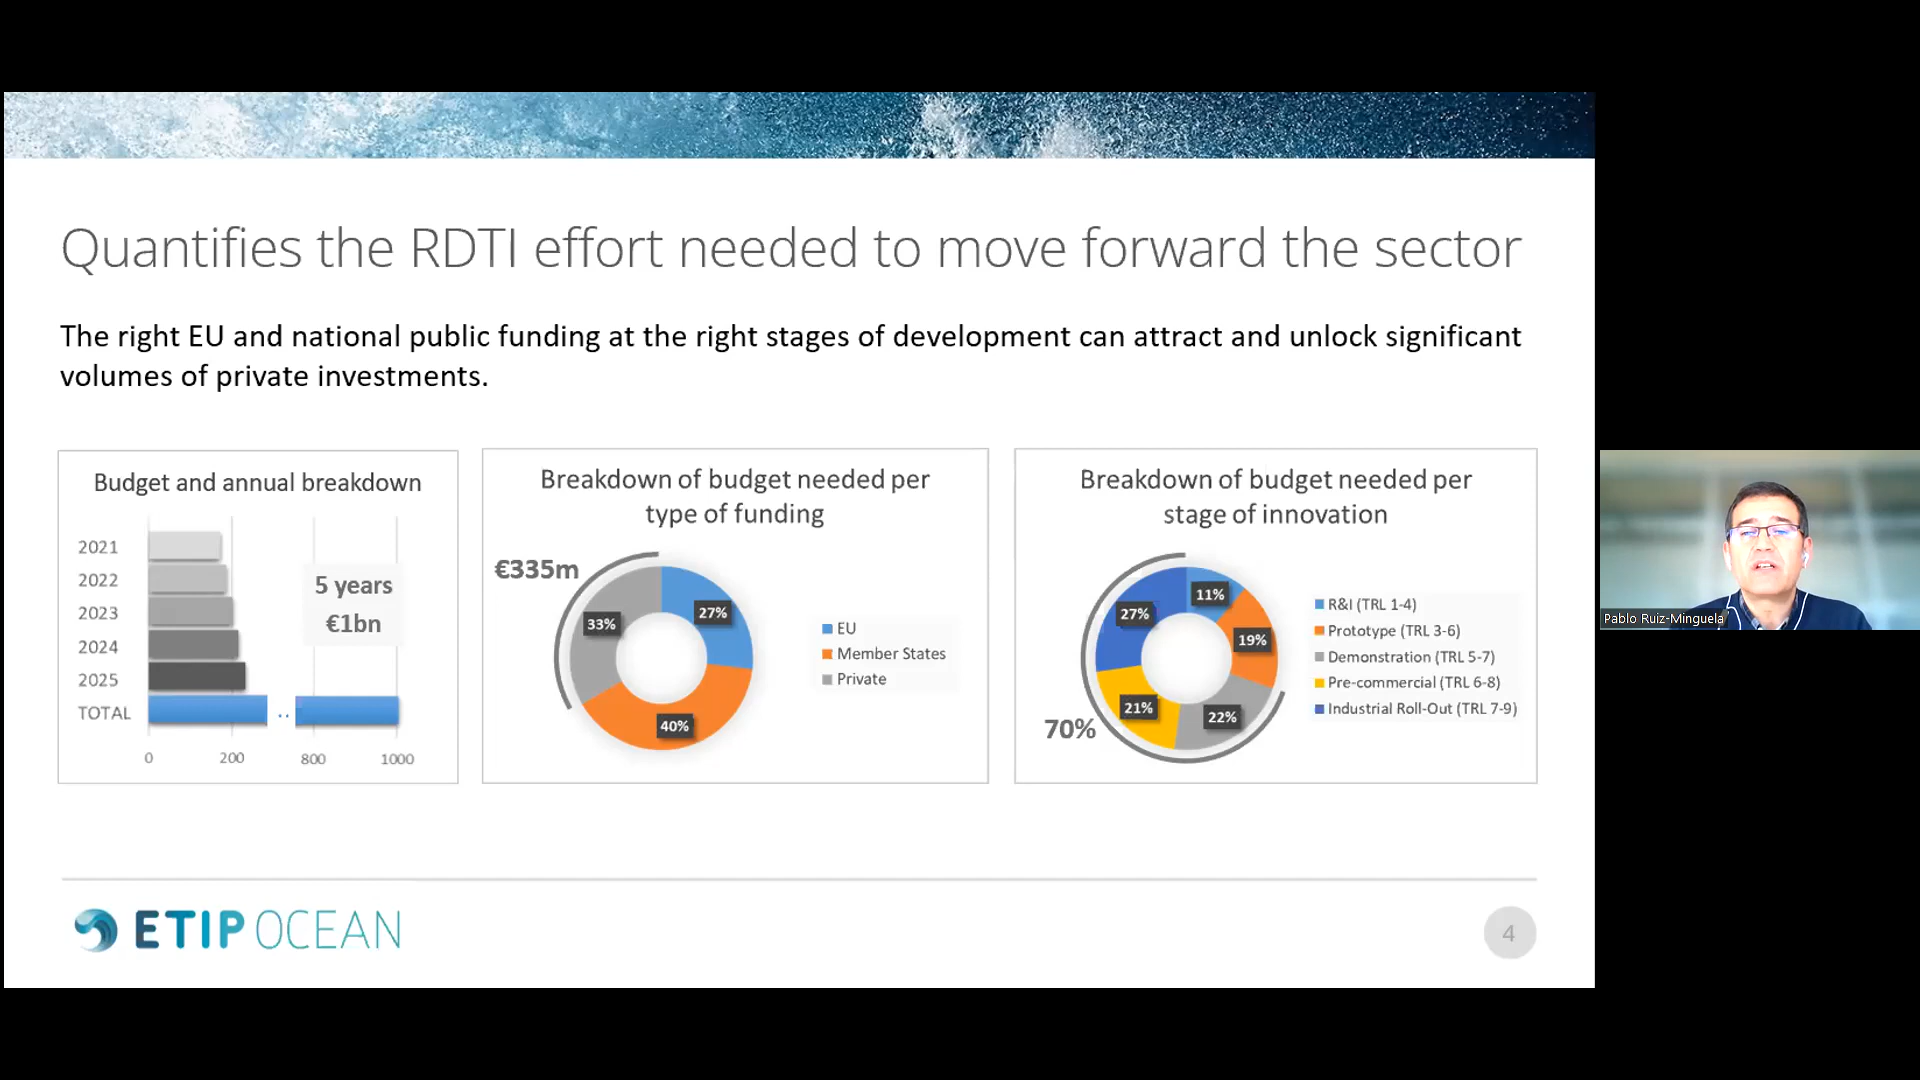 Quantifies the RDTI effort needed to move forward the sector
The right EU and national public funding at the right stages of development can attract and unlock significant
volumes of private investments.
Budget and annual breakdown
2021
2022
2023
2024
2025
TOTAL
5 years
€1bn
0 200 800 1000
Breakdown of budget needed per
type of funding
€335m
33%
27%
40%
EU
Member States
Private
Breakdown of budget needed per
stage of innovation
70%
27%
11%
19%
21%
22%
R&I (TRL 1-4)
Prototype (TRL 3-6)
Demonstration (TRL 5-7)
Pre-commercial (TRL 6-8)
Industrial Roll-Out (TRL 7-9)
Pablo Ruiz-Minguela
ETIP OCEAN
4